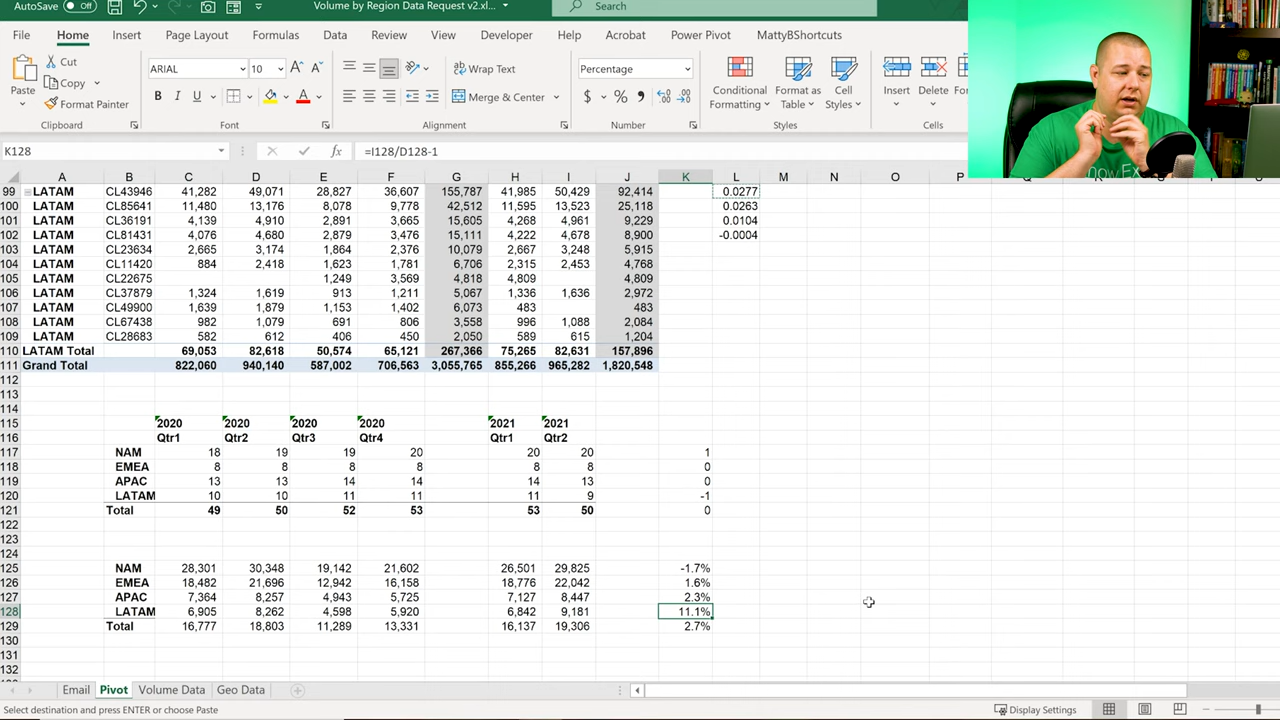 AutoSave Off Volume by Region Data Request v2.xl... Search
File Home Insert Page Layout Formulas Data Review View Developer Help Acrobat Power Pivot MattyBShortcuts
Paste Cut Copy Format Painter Clipboard
ARIAL 10 B I U A Font
Wrap Text Merge & Center Alignment
Percentage $ % Number
Conditional Formatting Format as Table Cell Styles Styles
Insert Delete Cells
K128 fx =I128/D128-1
A B C D E F G H I J K L M N O P
99 LATAM CL43946 41,282 49,071 28,827 36,607 155,787 41,985 50,429 92,414 0.0277
100 LATAM CL85641 11,480 13,176 8,078 9,778 42,512 11,595 13,523 25,118 0.0263
101 LATAM CL36191 4,139 4,910 2,891 3,665 15,605 4,268 4,961 9,229 0.0104
102 LATAM CL81431 4,076 4,680 2,879 3,476 15,111 4,222 4,678 8,900 -0.0004
103 LATAM CL23634 2,665 3,174 1,864 2,376 10,079 2,667 3,248 5,915
104 LATAM CL11420 884 2,418 1,623 1,781 6,706 2,315 2,453 4,768
105 LATAM CL22675 1,249 3,569 4,818 4,809 4,809
106 LATAM CL37879 1,324 1,619 913 1,211 5,067 1,336 1,636 2,972
107 LATAM CL49900 1,639 1,879 1,153 1,402 6,073 483 483
108 LATAM CL67438 982 1,079 691 806 3,558 996 1,088 2,084
109 LATAM CL28683 582 612 406 450 2,050 589 615 1,204
110 LATAM Total 69,053 82,618 50,574 65,121 267,366 75,265 82,631 157,896
111 Grand Total 822,060 940,140 587,002 706,563 3,055,765 855,266 965,282 1,820,548
112
113
114
115 2020 2020 2020 2020 2021 2021
116 Qtr1 Qtr2 Qtr3 Qtr4 Qtr1 Qtr2
117 NAM 18 19 19 20 20 20 1
118 EMEA 8 8 8 8 8 8 0
119 APAC 13 13 14 14 14 13 0
120 LATAM 10 10 11 11 11 9 -1
121 Total 49 50 52 53 53 50 0
122
123
124
125 NAM 28,301 30,348 19,142 21,602 26,501 29,825 -1.7%
126 EMEA 18,482 21,696 12,942 16,158 18,776 22,042 1.6%
127 APAC 7,364 8,257 4,943 5,725 7,127 8,447 2.3%
128 LATAM 6,905 8,262 4,598 5,920 6,842 9,181 11.1%
129 Total 16,777 18,803 11,289 13,331 16,137 19,306 2.7%
130
131
132
Email Pivot Volume Data Geo Data
Select destination and press ENTER or choose Paste Display Settings